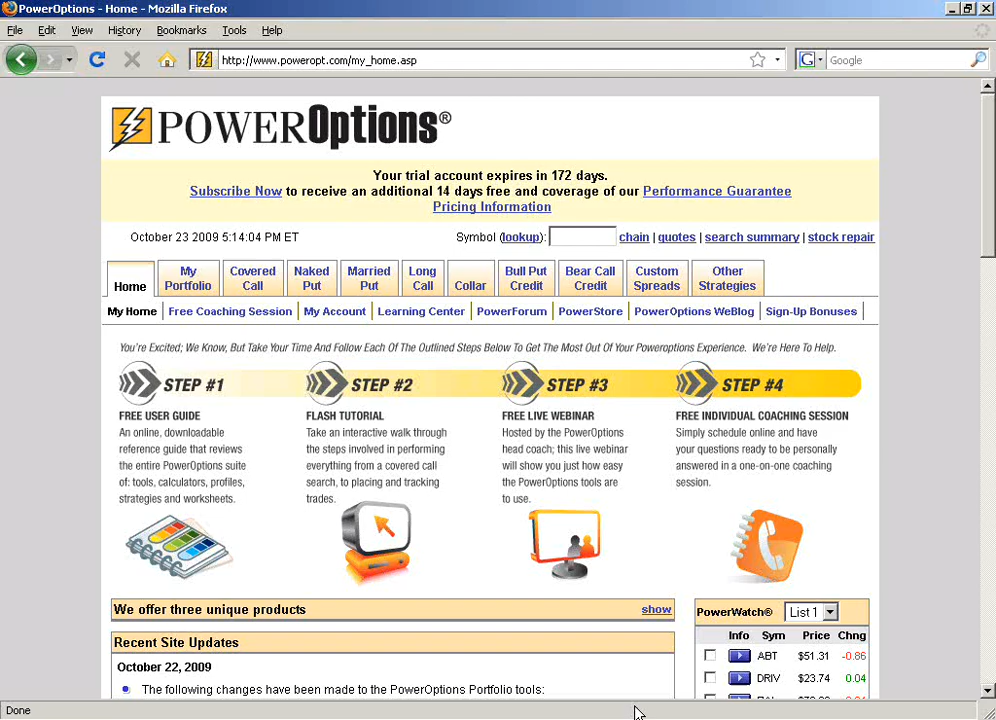 PowerOptions - Home - Mozilla Firefox
File Edit View History Bookmarks Tools Help
http://www.poweropt.com/my_home.asp
G Google
POWEROptions®
Your trial account expires in 172 days.
Subscribe Now to receive an additional 14 days free and coverage of our Performance Guarantee
Pricing Information
October 23 2009 5:14:04 PM ET Symbol (lookup): chain | quotes | search summary | stock repair
Home My Portfolio Covered Call Naked Put Married Put Long Call Collar Bull Put Credit Bear Call Credit Custom Spreads Other Strategies
My Home | Free Coaching Session | My Account | Learning Center | PowerForum | PowerStore | PowerOptions WeBlog | Sign-Up Bonuses |
You're Excited; We Know, But Take Your Time And Follow Each Of The Outlined Steps Below To Get The Most Out Of Your Poweroptions Experience. We're Here To Help.
STEP #1
FREE USER GUIDE
An online, downloadable
reference guide that reviews
the entire PowerOptions suite
of: tools, calculators, profiles,
strategies and worksheets.
STEP #2
FLASH TUTORIAL
Take an interactive walk through
the steps involved in performing
everything from a covered call
search, to placing and tracking
trades.
STEP #3
FREE LIVE WEBINAR
Hosted by the PowerOptions
head coach; this live webinar
will show you just how easy
the PowerOptions tools are
to use.
STEP #4
FREE INDIVIDUAL COACHING SESSION
Simply schedule online and have
your questions ready to be personally
answered in a one-on-one coaching
session.
We offer three unique products show
Recent Site Updates
October 22, 2009
The following changes have been made to the PowerOptions Portfolio tools:
PowerWatch® List 1
Info Sym Price Chng
ABT $51.31 -0.86
DRIV $23.74 0.04
Done